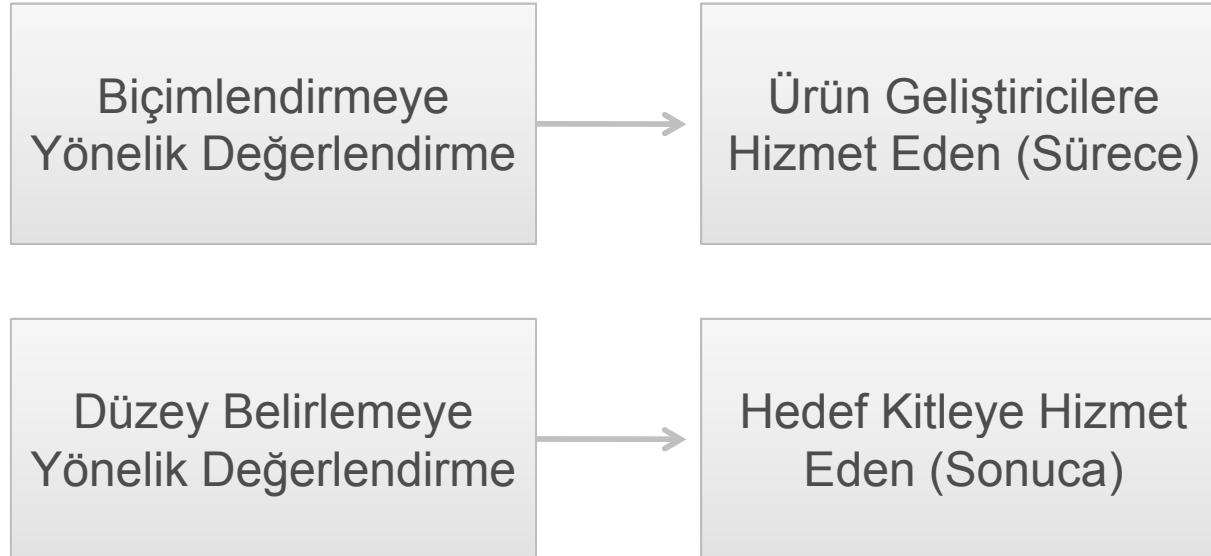 Biçimlendirmeye
Yönelik Değerlendirme
Ürün Geliştiricilere
Hizmet Eden (Sürece)
Düzey Belirlemeye
Yönelik Değerlendirme
Hedef Kitleye Hizmet
Eden (Sonuca)